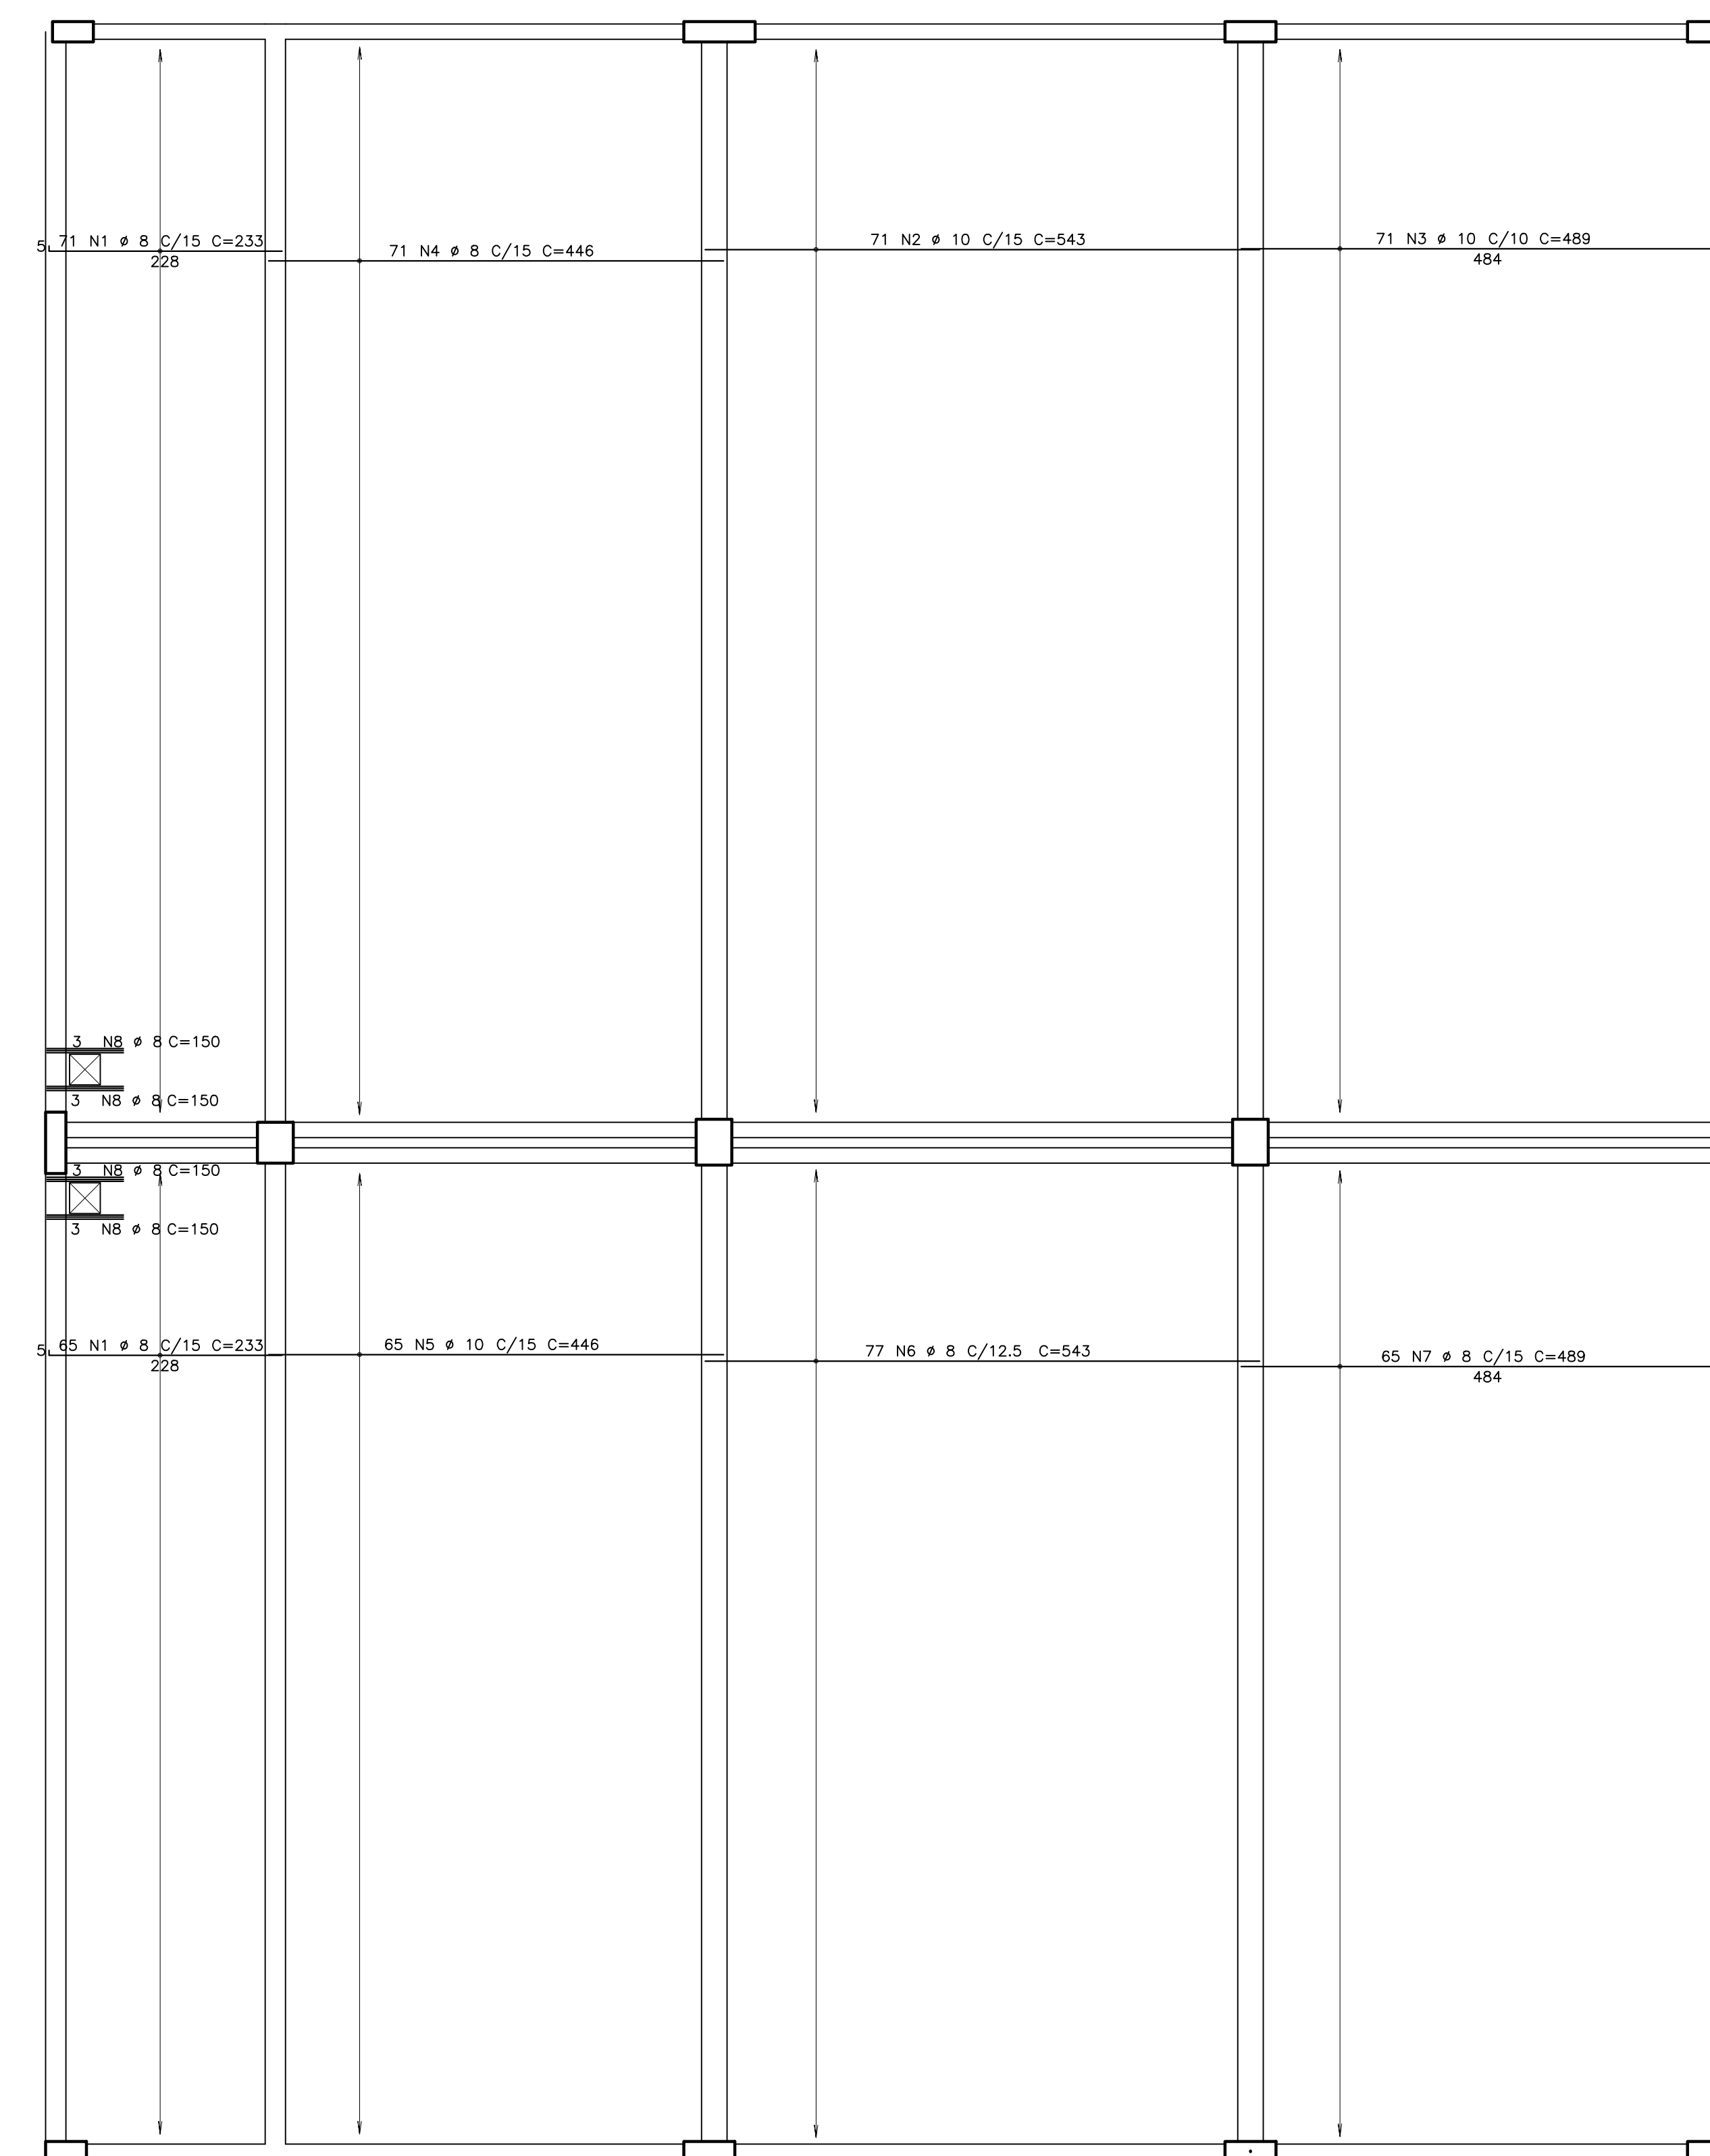 71 N1 ø 8 C/15 C=233
5
228
71 N4 ø 8 C/15 C=446
71 N2 ø 10 C/15 C=543
71 N3 ø 10 C/10 C=489
484
3 N8 ø 8 C=150
3 N8 ø 8 C=150
3 N8 ø 8 C=150
3 N8 ø 8 C=150
65 N1 ø 8 C/15 C=233
5
228
65 N5 ø 10 C/15 C=446
77 N6 ø 8 C/12.5 C=543
65 N7 ø 8 C/15 C=489
484